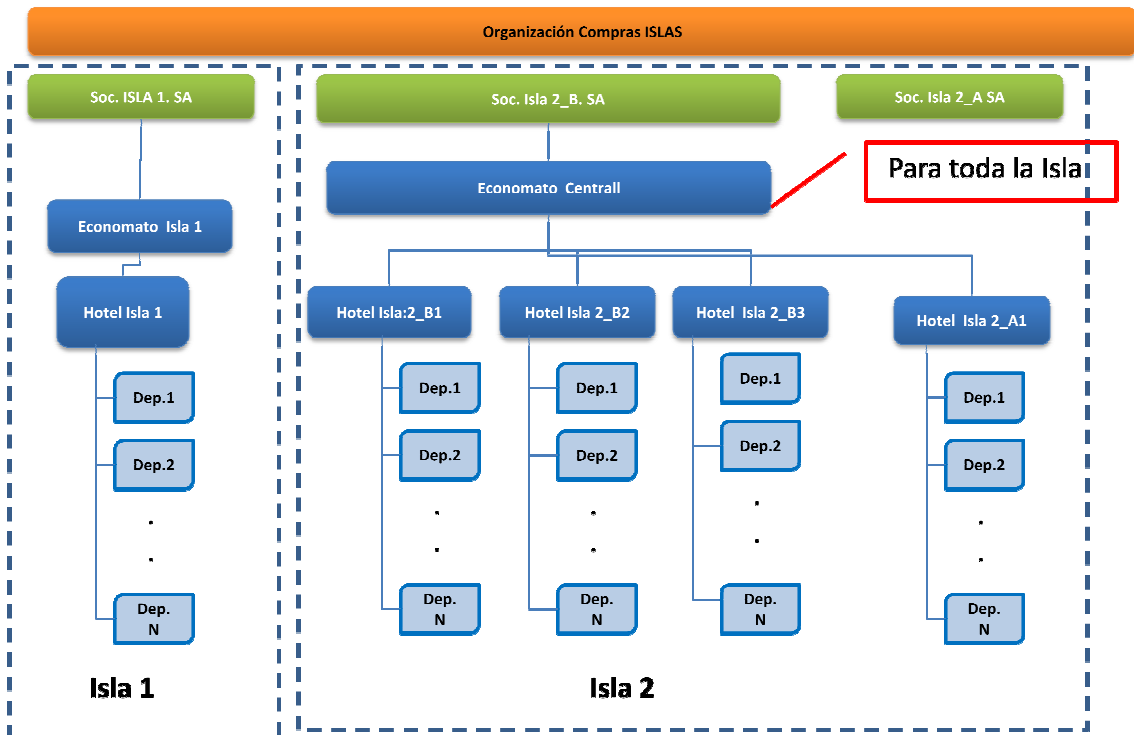 Organización Compras ISLAS
Soc. ISLA 1. SA
Soc. Isla 2_B. SA
Soc. Isla 2_A SA
Para toda la Isla
Economato Centrall
Economato Isla 1
Hotel Isla 1
Hotel Isla:2_B1
Hotel Isla 2_B2
Hotel Isla 2_B3
Hotel Isla 2_A1
Dep.1
Dep.2
.
.
Dep.
N
Dep.1
Dep.2
.
.
Dep.
N
Dep.1
Dep.2
.
.
Dep.
N
Dep.1
Dep.2
.
.
Dep.
N
Dep.1
Dep.2
.
.
Dep.
N
Isla 1
Isla 2